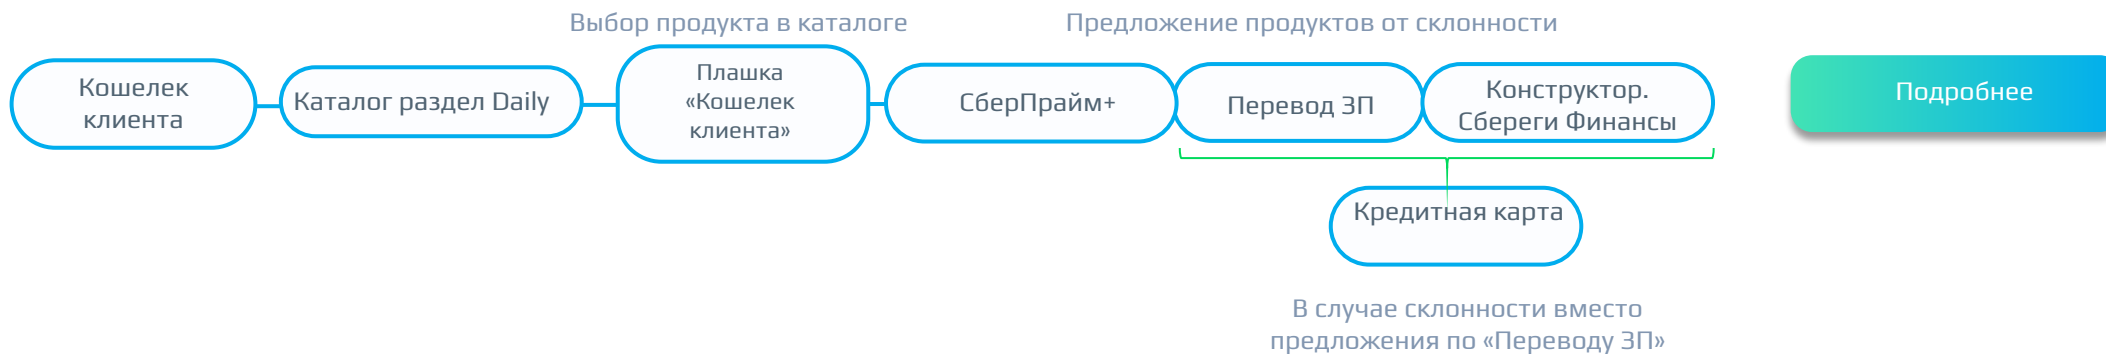 Выбор продукта в каталоге
Предложение продуктов от склонности
Кошелек
клиента
Каталог раздел Daily
Плашка
«Кошелек
клиента»
СберПрайм+
Перевод ЗП
Конструктор.
Сбереги Финансы
Подробнее
Кредитная карта
В случае склонности вместо
предложения по «Переводу ЗП»